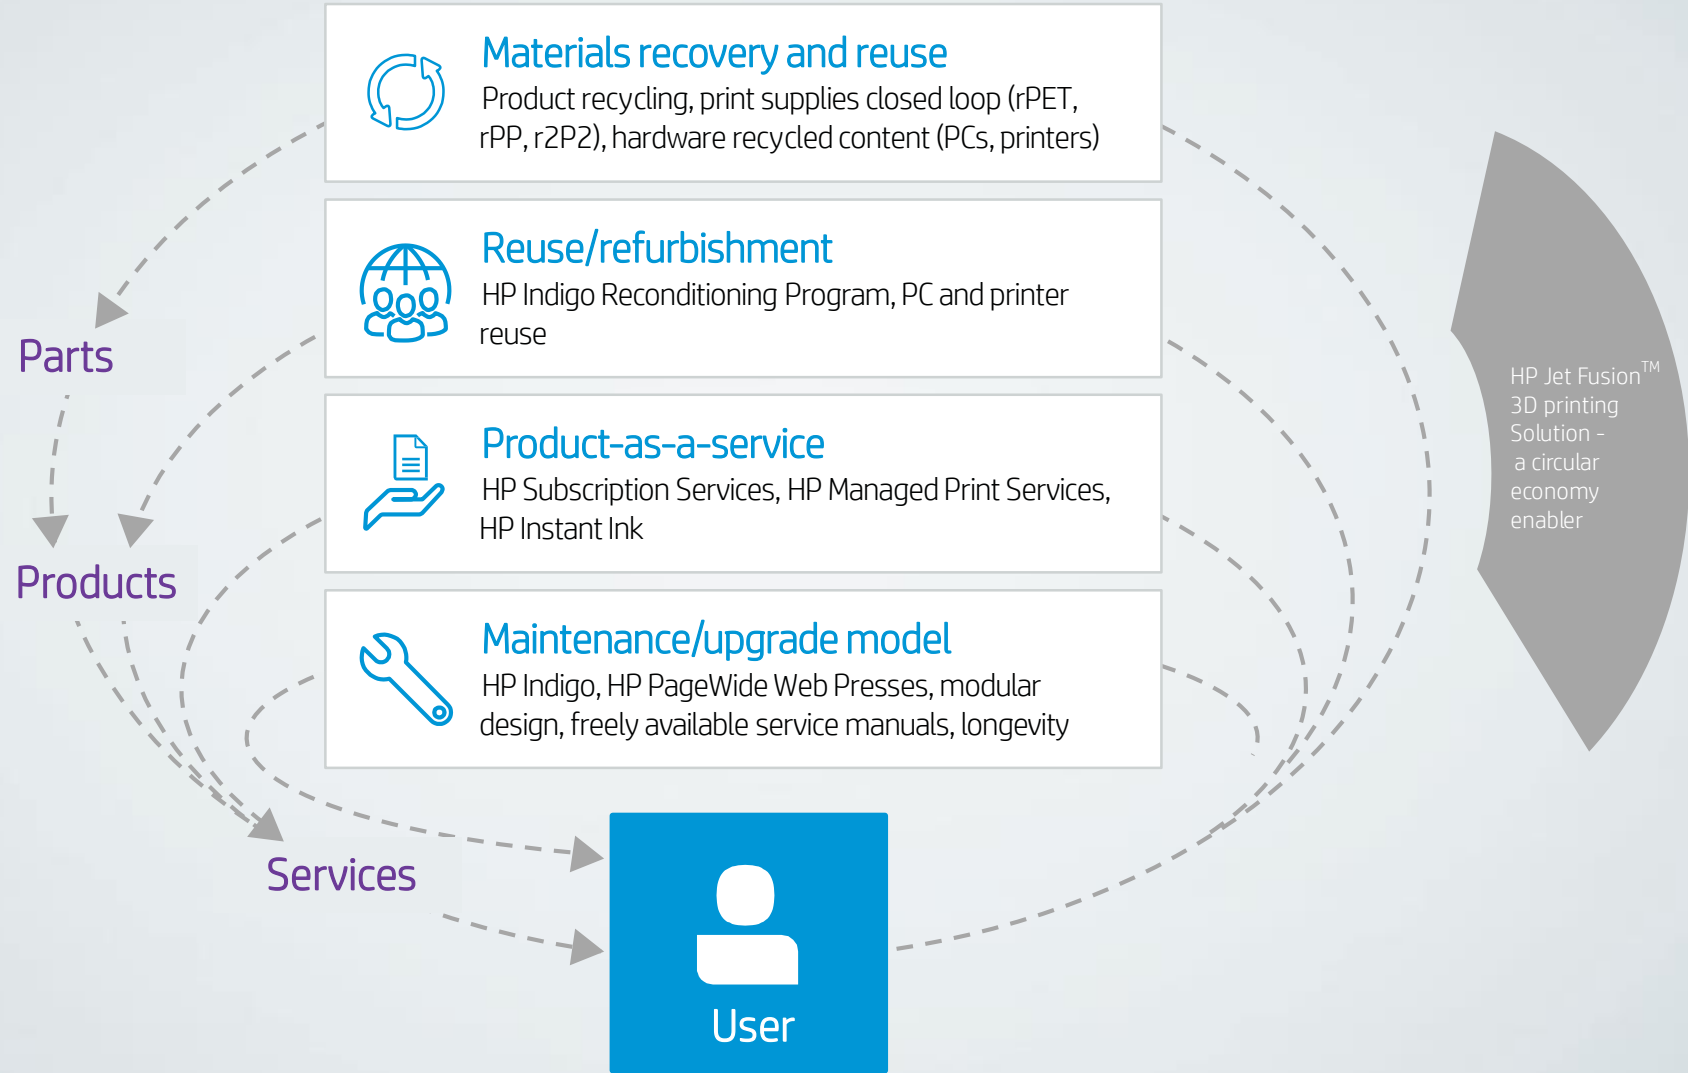 Materials recovery and reuse
Product recycling, print supplies closed loop (rPET,
rPP, r2P2), hardware recycled content (PCs, printers)
Reuse/refurbishment
HP Indigo Reconditioning Program, PC and printer
reuse
Product-as-a-service
HP Subscription Services, HP Managed Print Services,
HP Instant Ink
Maintenance/upgrade model
HP Indigo, HP PageWide Web Presses, modular
design, freely available service manuals, longevity
Parts
Products
Services
User
HP Jet Fusion™
3D printing
Solution -
a circular
economy
enabler